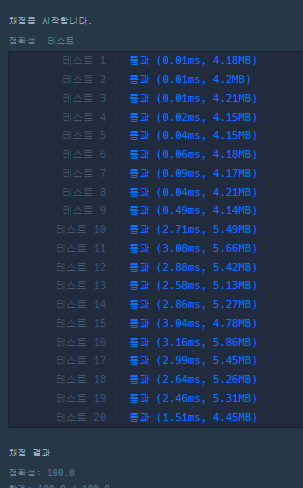 채점을 시작합니다.
정확성 테스트
테스트 1 〉 통과 (0.01ms, 4.18MB)
테스트 2 〉 통과 (0.01ms, 4.2MB)
테스트 3 〉 통과 (0.01ms, 4.21MB)
테스트 4 〉 통과 (0.02ms, 4.15MB)
테스트 5 〉 통과 (0.04ms, 4.15MB)
테스트 6 〉 통과 (0.06ms, 4.18MB)
테스트 7 〉 통과 (0.09ms, 4.17MB)
테스트 8 〉 통과 (0.04ms, 4.21MB)
테스트 9 〉 통과 (0.49ms, 4.14MB)
테스트 10 〉 통과 (2.71ms, 5.49MB)
테스트 11 〉 통과 (3.08ms, 5.66MB)
테스트 12 〉 통과 (2.88ms, 5.42MB)
테스트 13 〉 통과 (2.58ms, 5.13MB)
테스트 14 〉 통과 (2.86ms, 5.27MB)
테스트 15 〉 통과 (3.04ms, 4.78MB)
테스트 16 〉 통과 (3.16ms, 5.86MB)
테스트 17 〉 통과 (2.99ms, 5.45MB)
테스트 18 〉 통과 (2.64ms, 5.26MB)
테스트 19 〉 통과 (2.46ms, 5.31MB)
테스트 20 〉 통과 (1.51ms, 4.45MB)
채점 결과
정확성: 100.0
합계: 100.0 / 100.0